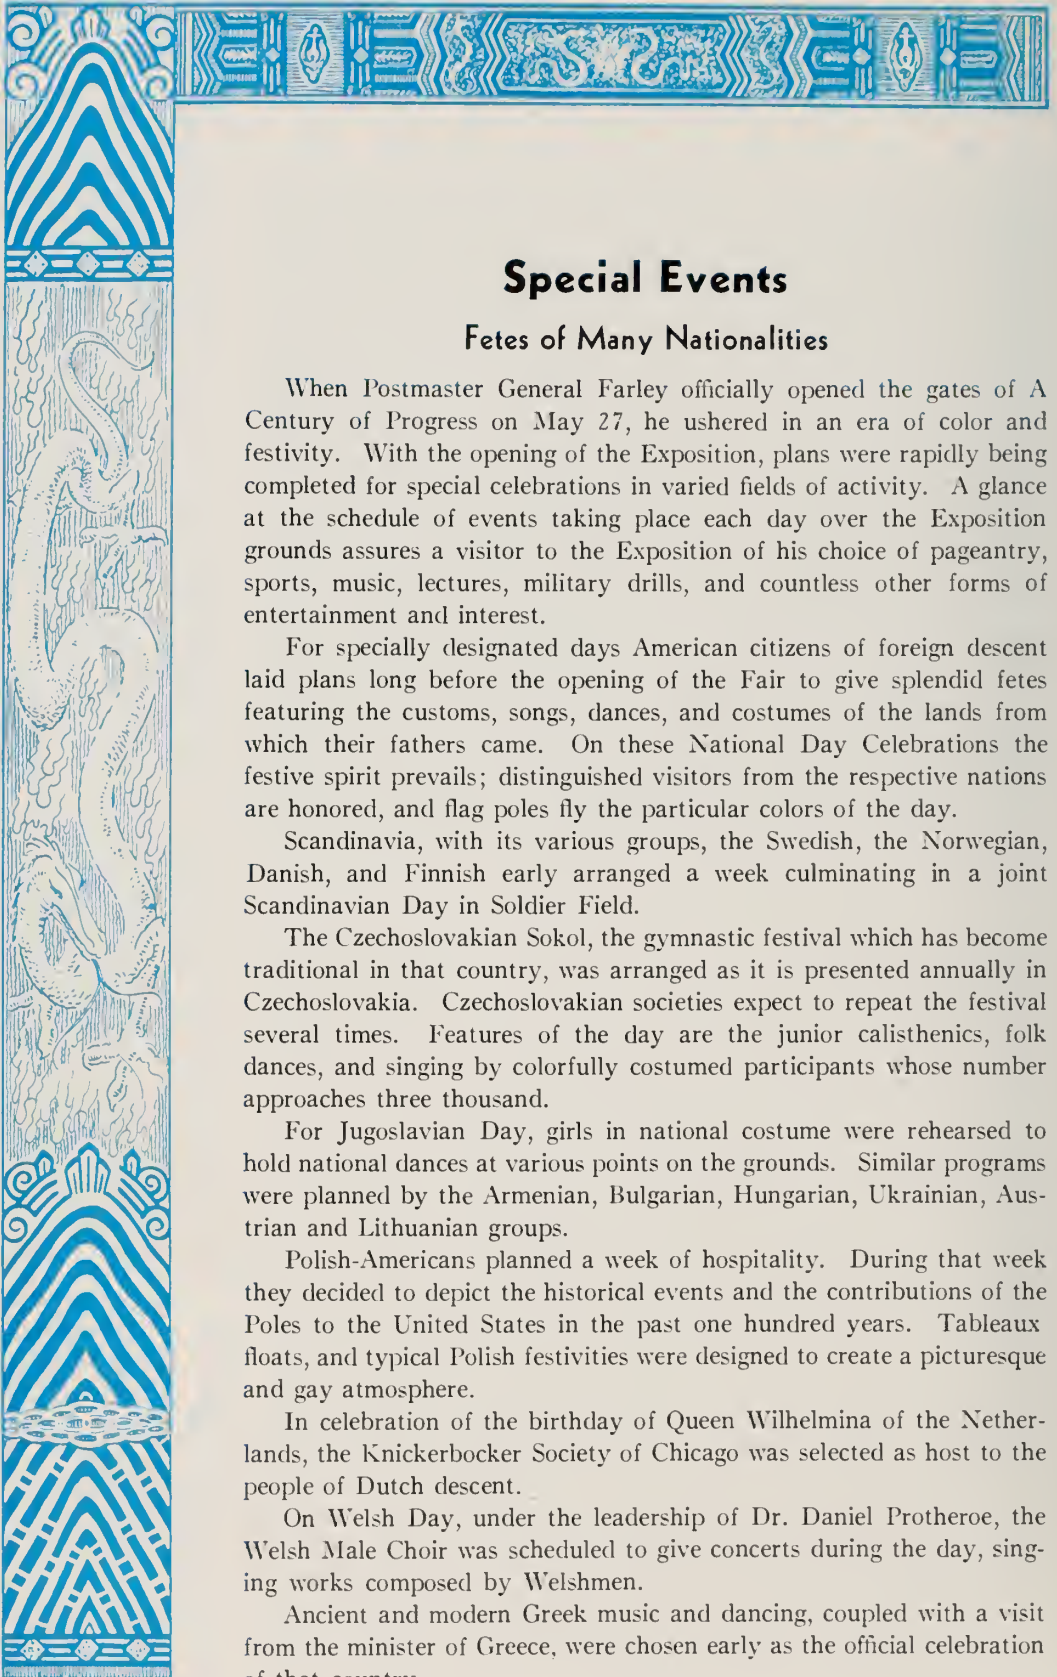 Special Events
Fetes of Many Nationalities
When Postmaster General Farley officially opened the gates of A
Century of Progress on May 27, he ushered in an era of color and
festivity. With the opening of the Exposition, plans were rapidly being
completed for special celebrations in varied fields of activity. A glance
at the schedule of events taking place each day over the Exposition
grounds assures a visitor to the Exposition of his choice of pageantry,
sports, music, lectures, military drills, and countless other forms of
entertainment and interest.
For specially designated days American citizens of foreign descent
laid plans long before the opening of the Fair to give splendid fetes
featuring the customs, songs, dances, and costumes of the lands from
which their fathers came. On these National Day Celebrations the
festive spirit prevails; distinguished visitors from the respective nations
are honored, and flag poles fly the particular colors of the day.
Scandinavia, with its various groups, the Swedish, the Norwegian,
Danish, and Finnish early arranged a week culminating in a joint
Scandinavian Day in Soldier Field.
The Czechoslovakian Sokol, the gymnastic festival which has become
traditional in that country, was arranged as it is presented annually in
Czechoslovakia. Czechoslovakian societies expect to repeat the festival
several times. Features of the day are the junior calisthenics, folk
dances, and singing by colorfully costumed participants whose number
approaches three thousand.
For Jugoslavian Day, girls in national costume were rehearsed to
hold national dances at various points on the grounds. Similar programs
were planned by the Armenian, Bulgarian, Hungarian, Ukrainian, Aus-
trian and Lithuanian groups.
Polish-Americans planned a week of hospitality. During that week
they decided to depict the historical events and the contributions of the
Poles to the United States in the past one hundred years. Tableaux
floats, and typical Polish festivities were designed to create a picturesque
and gay atmosphere.
In celebration of the birthday of Queen Wilhelmina of the Nether-
lands, the Knickerbocker Society of Chicago was selected as host to the
people of Dutch descent.
On Welsh Day, under the leadership of Dr. Daniel Protheroe, the
Welsh Male Choir was scheduled to give concerts during the day, sing-
ing works composed by Welshmen.
Ancient and modern Greek music and dancing, coupled with a visit
from the minister of Greece, were chosen early as the official celebration
of that country.